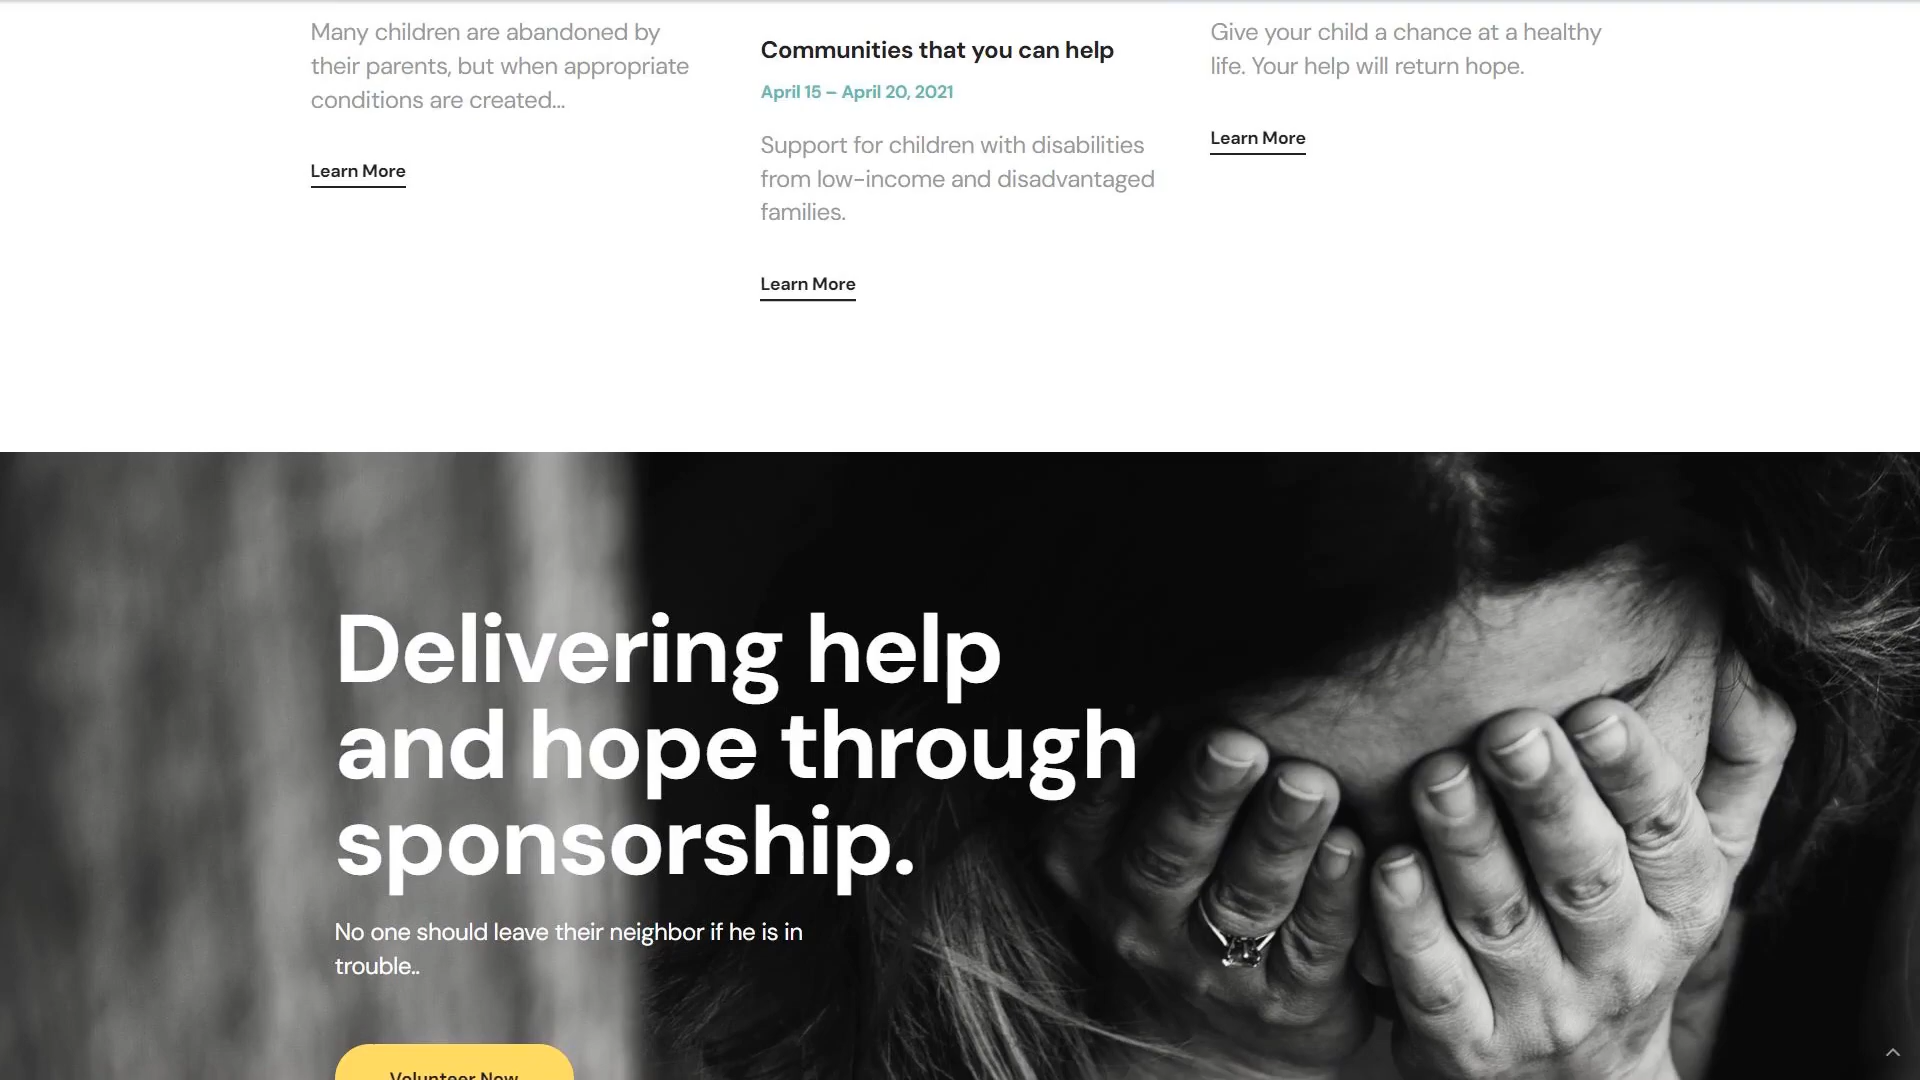 Many children are abandoned by
their parents, but when appropriate
conditions are created...
Learn More
Communities that you can help
April 15 – April 20, 2021
Support for children with disabilities
from low-income and disadvantaged
families.
Learn More
Give your child a chance at a healthy
life. Your help will return hope.
Learn More
Delivering help
and hope through
sponsorship.
No one should leave their neighbor if he is in
trouble..
Volunteer Now